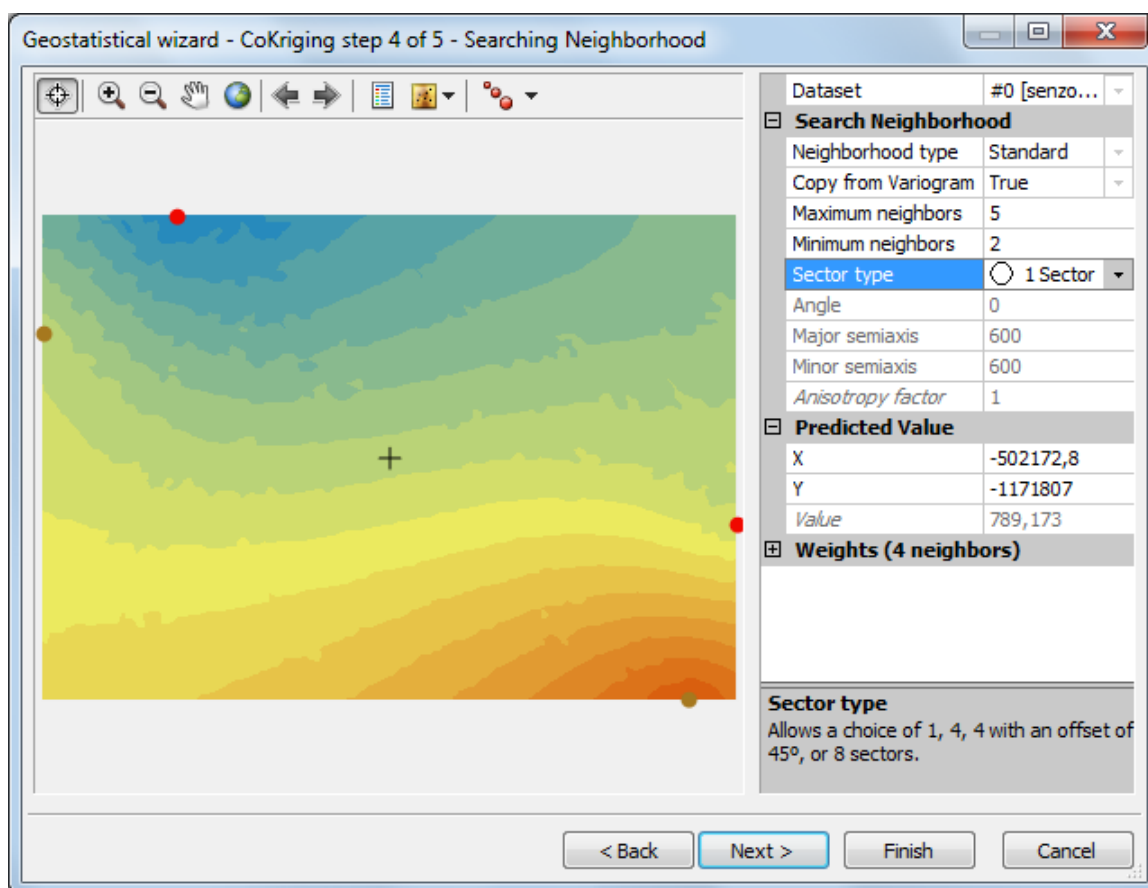 Geostatistical wizard - CoKriging step 4 of 5 - Searching Neighborhood
Dataset #0 [senzo...
Search Neighborhood
Neighborhood type Standard
Copy from Variogram True
Maximum neighbors 5
Minimum neighbors 2
Sector type 1 Sector
Angle 0
Major semiaxis 600
Minor semiaxis 600
Anisotropy factor 1
Predicted Value
X -502172,8
Y -1171807
Value 789,173
Weights (4 neighbors)
Sector type
Allows a choice of 1, 4, 4 with an offset of
45º, or 8 sectors.
< Back Next > Finish Cancel